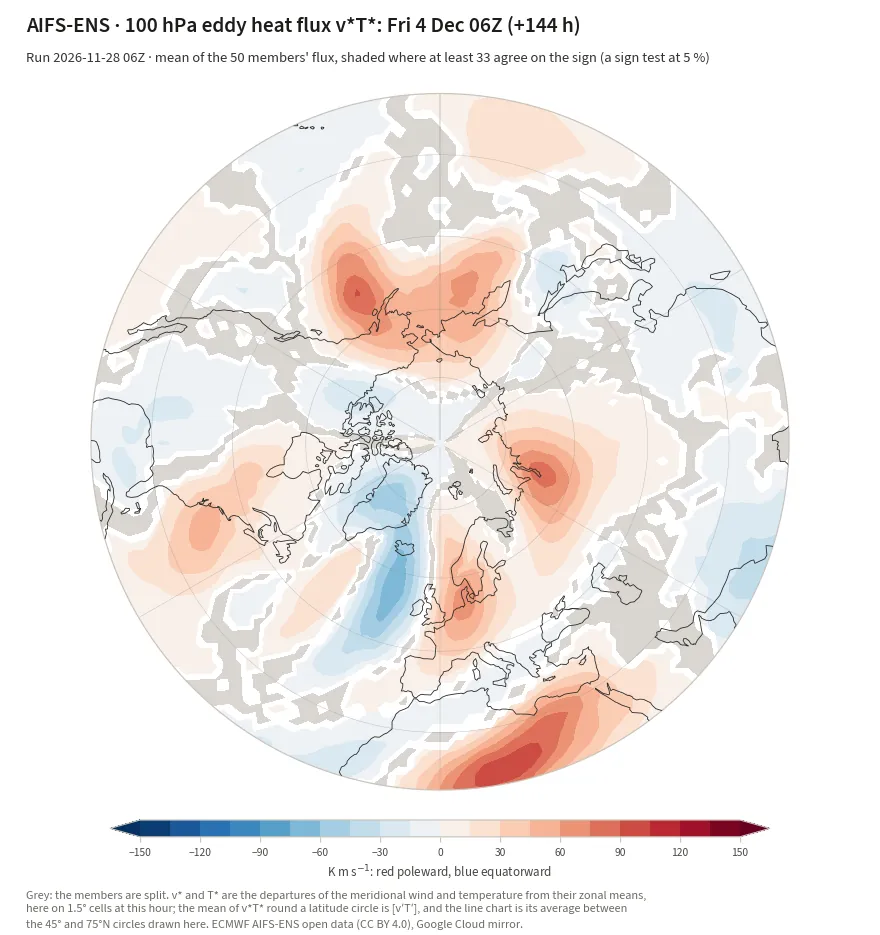 AIFS-ENS · 100 hPa eddy heat flux v*T*: Fri 4 Dec 06Z (+144 h)
Run 2026-11-28 06Z · mean of the 50 members' flux, shaded where at least 33 agree on the sign (a sign test at 5 %)
−150 −120 −90 −60 −30 0 30 60 90 120 150
K m s⁻¹: red poleward, blue equatorward
Grey: the members are split. v* and T* are the departures of the meridional wind and temperature from their zonal means,
here on 1.5° cells at this hour; the mean of v*T* round a latitude circle is [v′T′], and the line chart is its average between
the 45° and 75°N circles drawn here. ECMWF AIFS-ENS open data (CC BY 4.0), Google Cloud mirror.